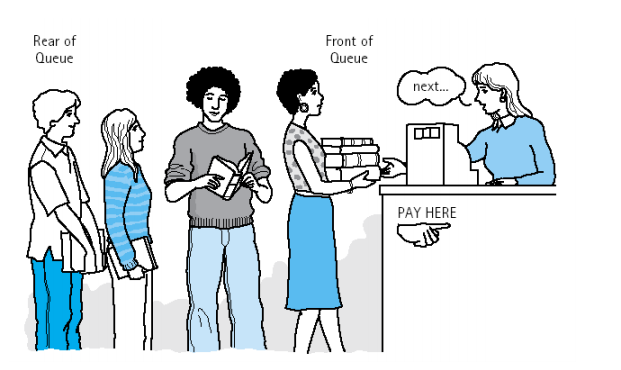 Rear of
Queue
Front of
Queue
next...
PAY HERE